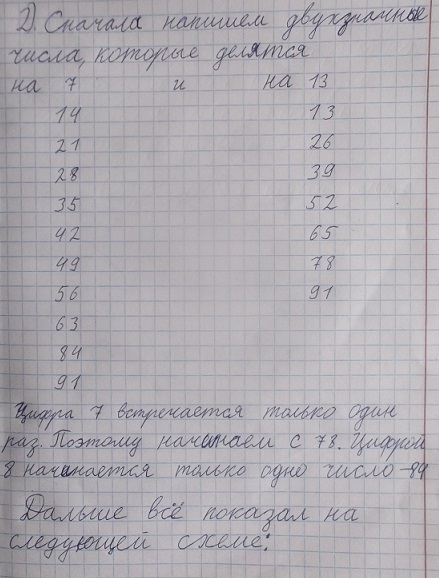 2). Сначала напишем двухзначные
числа, которые делятся
на 7 и на 13
14 13
21 26
28 39
35 52
42 65
49 78
56 91
63
84
91
Цифра 7 встречается только один
раз. Поэтому начинаем с 78. Цифрой
8 начинается только одно число - 84
Дальше всё показал на
следующей схеме: